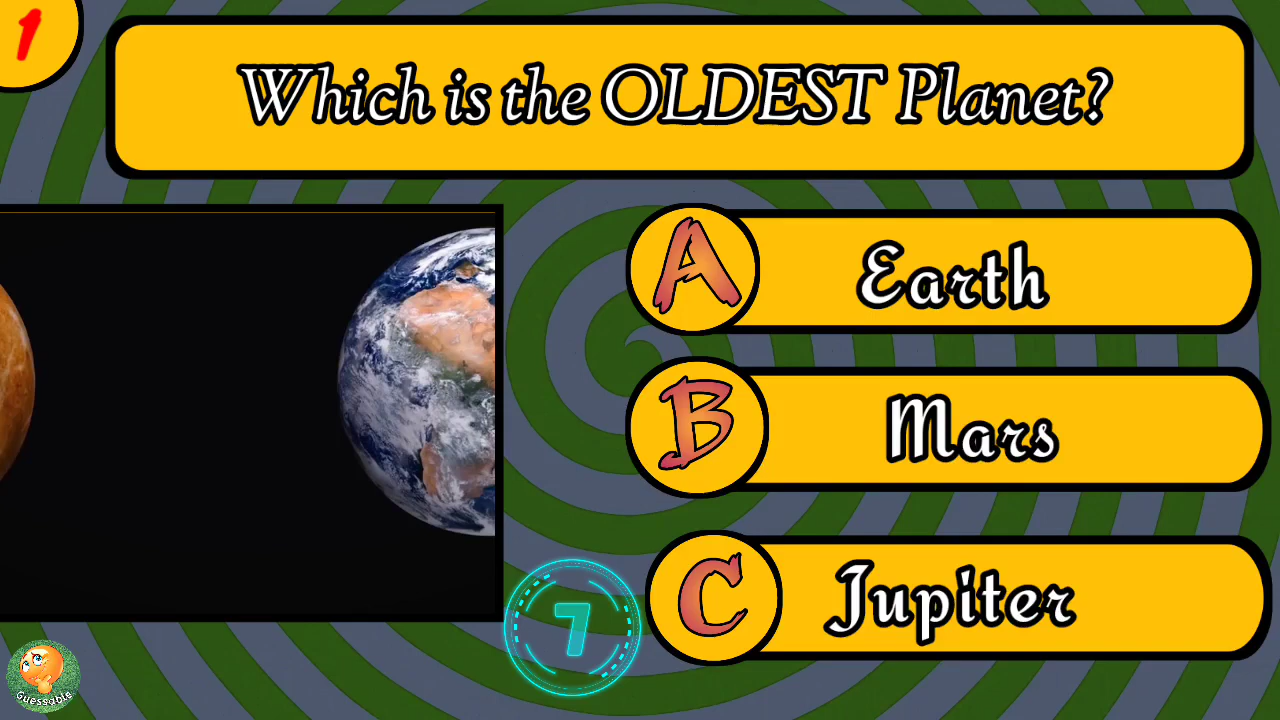 1
Which is the OLDEST Planet?
A Earth
B Mars
C Jupiter
7
Guessable